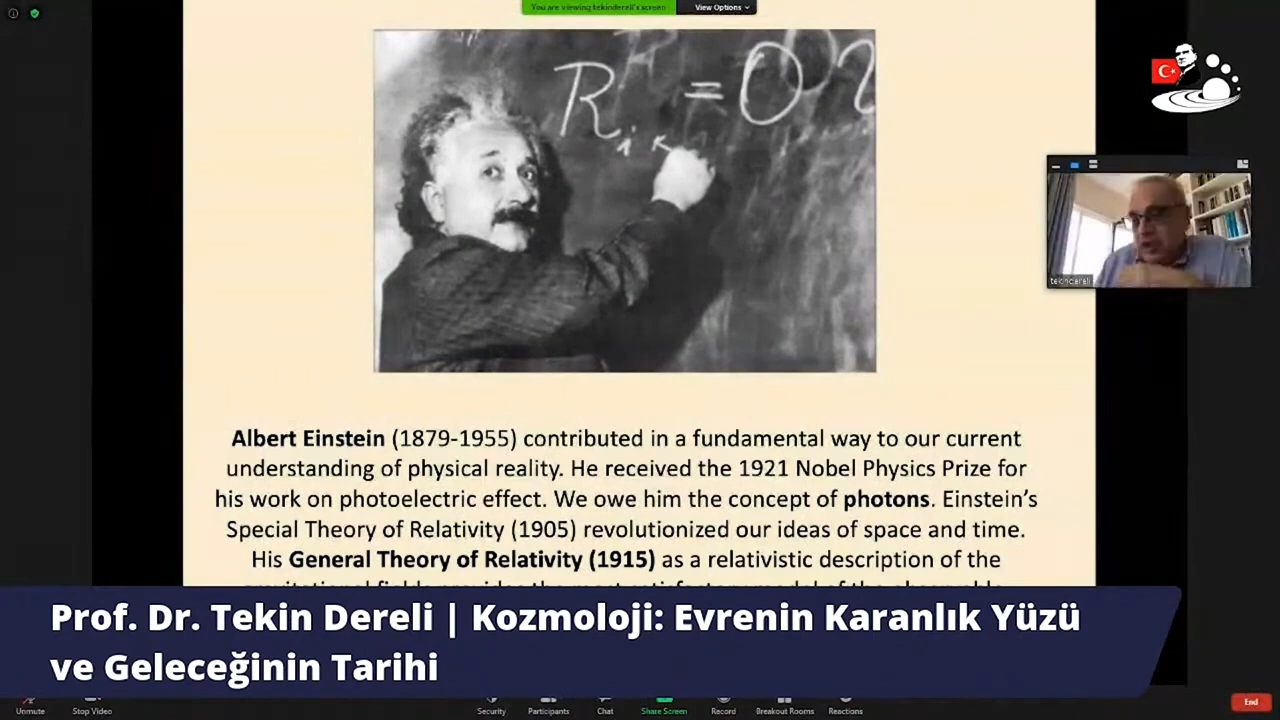 You are viewing tekindereli's screen
View Options
R i k = 0
tekindereli
Albert Einstein (1879-1955) contributed in a fundamental way to our current
understanding of physical reality. He received the 1921 Nobel Physics Prize for
his work on photoelectric effect. We owe him the concept of photons. Einstein’s
Special Theory of Relativity (1905) revolutionized our ideas of space and time.
His General Theory of Relativity (1915) as a relativistic description of the
Prof. Dr. Tekin Dereli | Kozmoloji: Evrenin Karanlık Yüzü
ve Geleceğinin Tarihi
Unmute
Stop Video
Security
Participants
Chat
Share Screen
Record
Breakout Rooms
Reactions
End